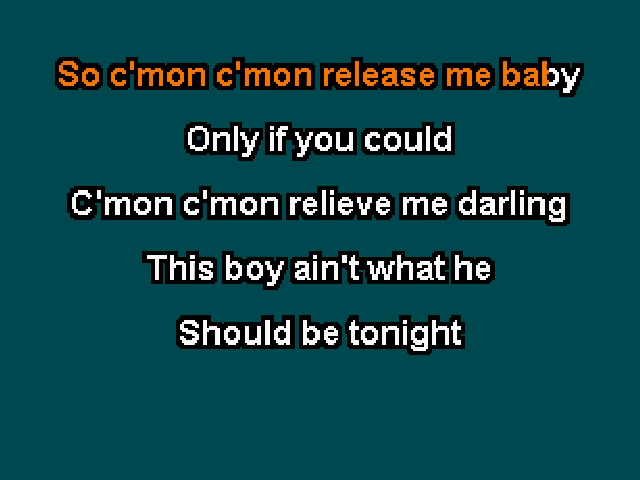 So c'mon c'mon release me baby
Only if you could
C'mon c'mon relieve me darling
This boy ain't what he
Should be tonight